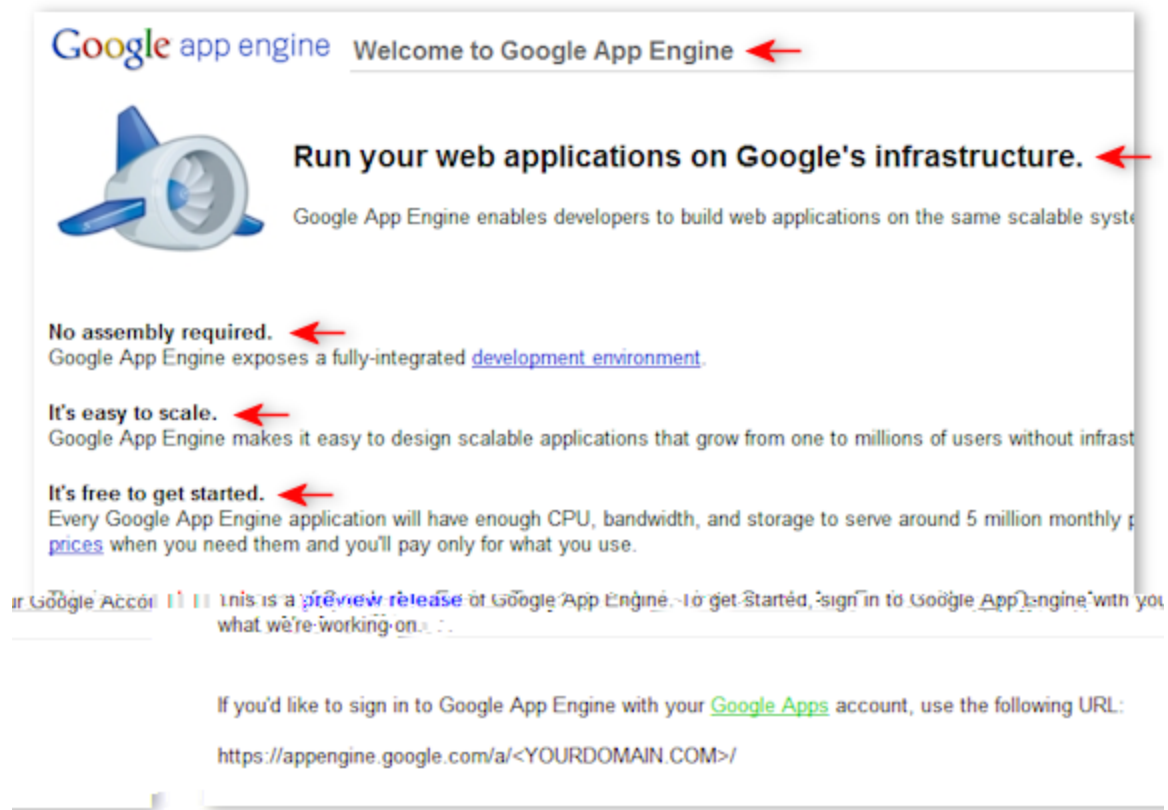 Google app engine Welcome to Google App Engine
Run your web applications on Google's infrastructure.
Google App Engine enables developers to build web applications on the same scalable syste
No assembly required.
Google App Engine exposes a fully-integrated development environment.
It's easy to scale.
Google App Engine makes it easy to design scalable applications that grow from one to millions of users without infrast
It's free to get started.
Every Google App Engine application will have enough CPU, bandwidth, and storage to serve around 5 million monthly p
prices when you need them and you'll pay only for what you use.
ur Google Accou This is a preview release of Google App Engine. To get started, sign in to Google App Engine with you
what we're working on.
If you'd like to sign in to Google App Engine with your Google Apps account, use the following URL:
https://appengine.google.com/a/<YOURDOMAIN.COM>/